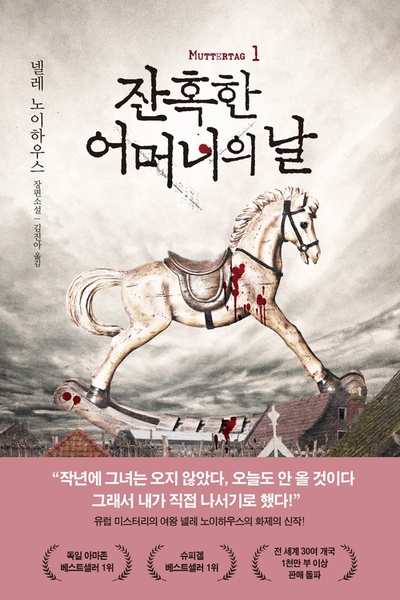 MUTTERTAG 1
잔혹한
어머니의 날
넬레 노이하우스 장편소설 – 김진아 옮김
“작년에 그녀는 오지 않았다, 오늘도 안 올 것이다
그래서 내가 직접 나서기로 했다!”
유럽 미스터리의 여왕 넬레 노이하우스의 화제의 신작!
독일 아마존
베스트셀러 1위
슈피겔
베스트셀러 1위
전 세계 30여 개국
1천만 부 이상
판매 돌파